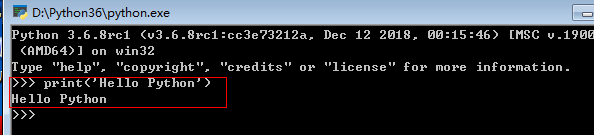 D:\Python36\python.exe
Python 3.6.8rc1 (v3.6.8rc1:cc3e73212a, Dec 12 2018, 00:15:46) [MSC v.1900
 (AMD64)] on win32
Type "help", "copyright", "credits" or "license" for more information.
>>> print('Hello Python')
Hello Python
>>>